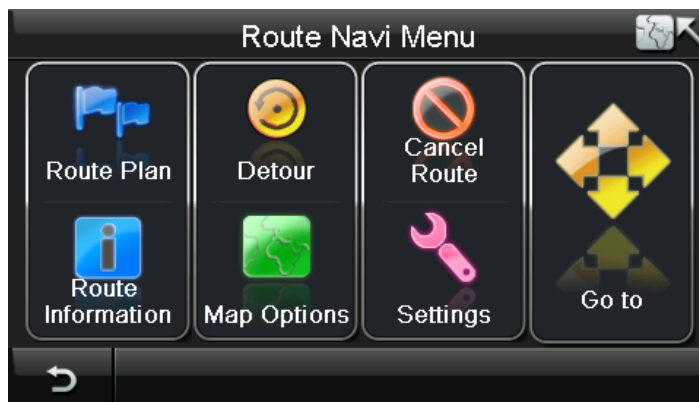 Route Navi Menu
Route Plan
Detour
Cancel
Route
Go to
Route
Information
Map Options
Settings